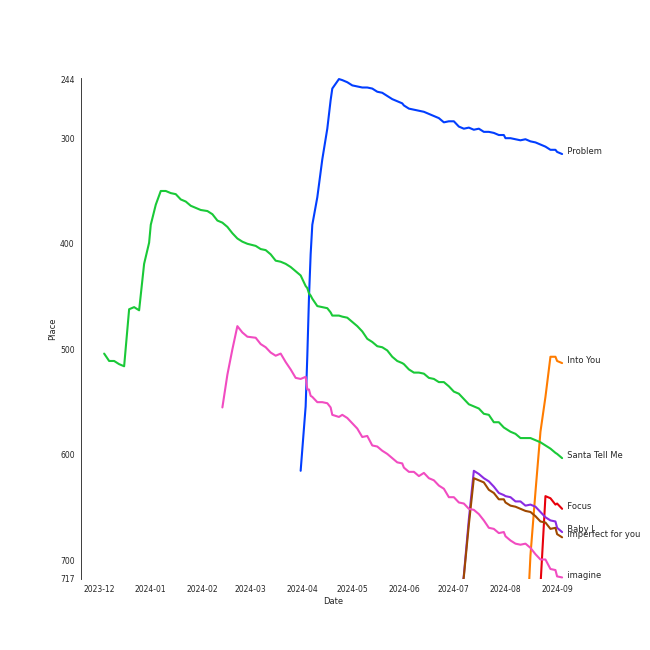 244
300
400
500
600
700
717
Place
2023-12
2024-01
2024-02
2024-03
2024-04
2024-05
2024-06
2024-07
2024-08
2024-09
Date
Problem
Into You
Santa Tell Me
Focus
Baby I
imperfect for you
imagine